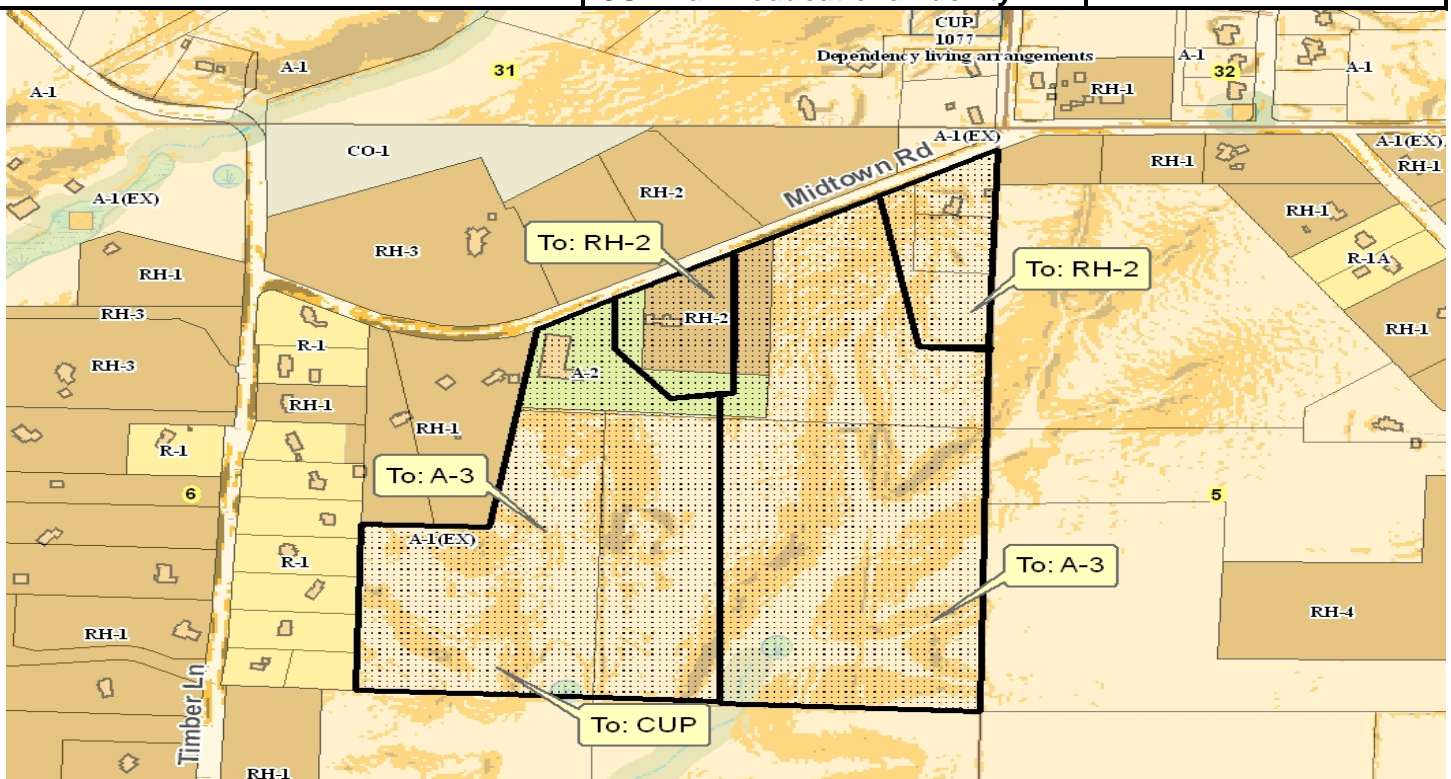 CUP
1077
Dependency living arrangements
A-1
31
A-1
32
A-1
A-1
RH-1
A-1(EX)
CO-1
Midtown Rd
A-1(EX)
RH-1
RH-1
A-1(EX)
RH-2
RH-1
To: RH-2
RH-3
R-1A
To: RH-2
RH-1
RH-3
RH-2
RH-1
R-1
RH-3
A-2
RH-1
RH-1
R-1
To: A-3
6
5
A-1(EX)
R-1
To: A-3
RH-4
RH-1
Timber Ln
To: CUP
RH-1